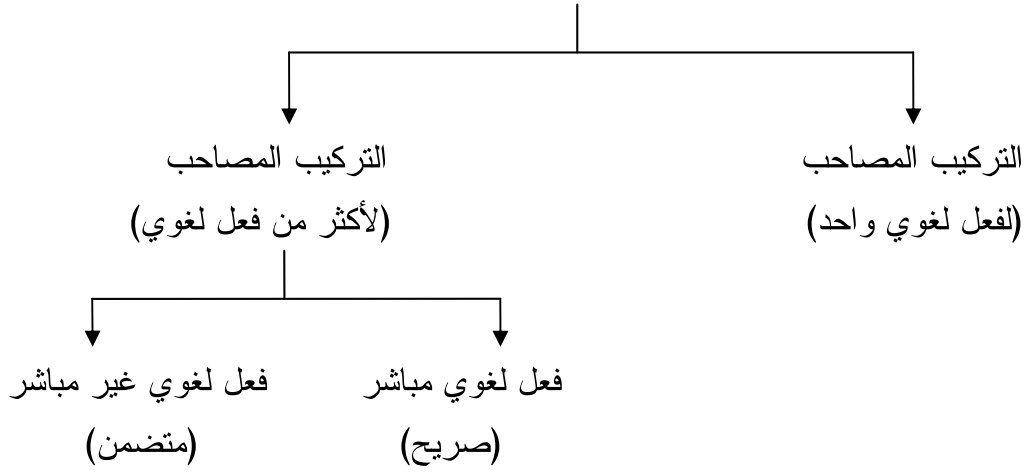 التركيب المصاحب
(لفعل لغوي واحد)
التركيب المصاحب
(لأكثر من فعل لغوي)
فعل لغوي مباشر
(صريح)
فعل لغوي غير مباشر
(متضمن)